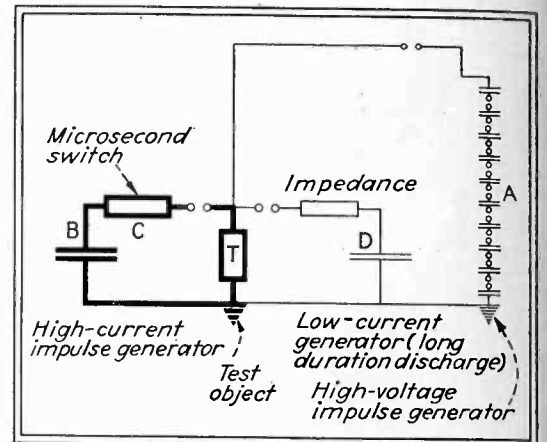 Microsecond
switch
Impedance
A
B
C
D
T
High-current
impulse generator
Test
object
Low-current
generator (long
duration discharge)
High-voltage
impulse generator